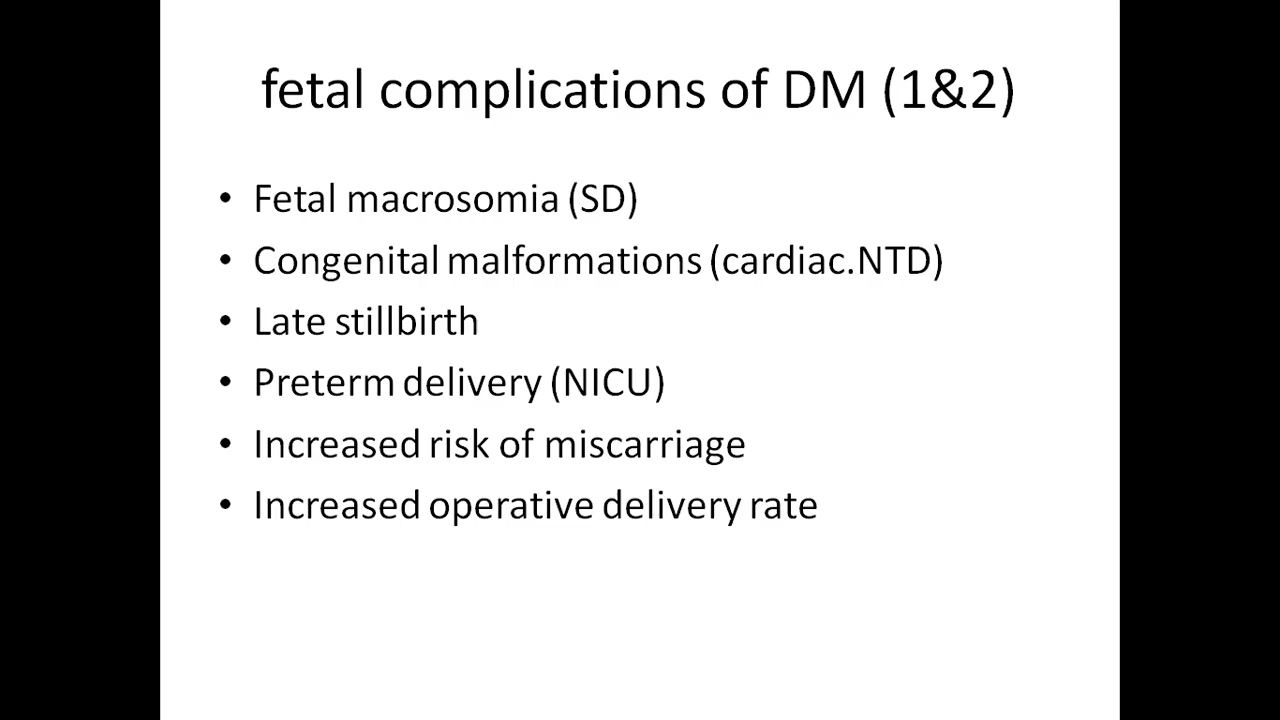 fetal complications of DM (1&2)
• Fetal macrosomia (SD)
• Congenital malformations (cardiac.NTD)
• Late stillbirth
• Preterm delivery (NICU)
• Increased risk of miscarriage
• Increased operative delivery rate